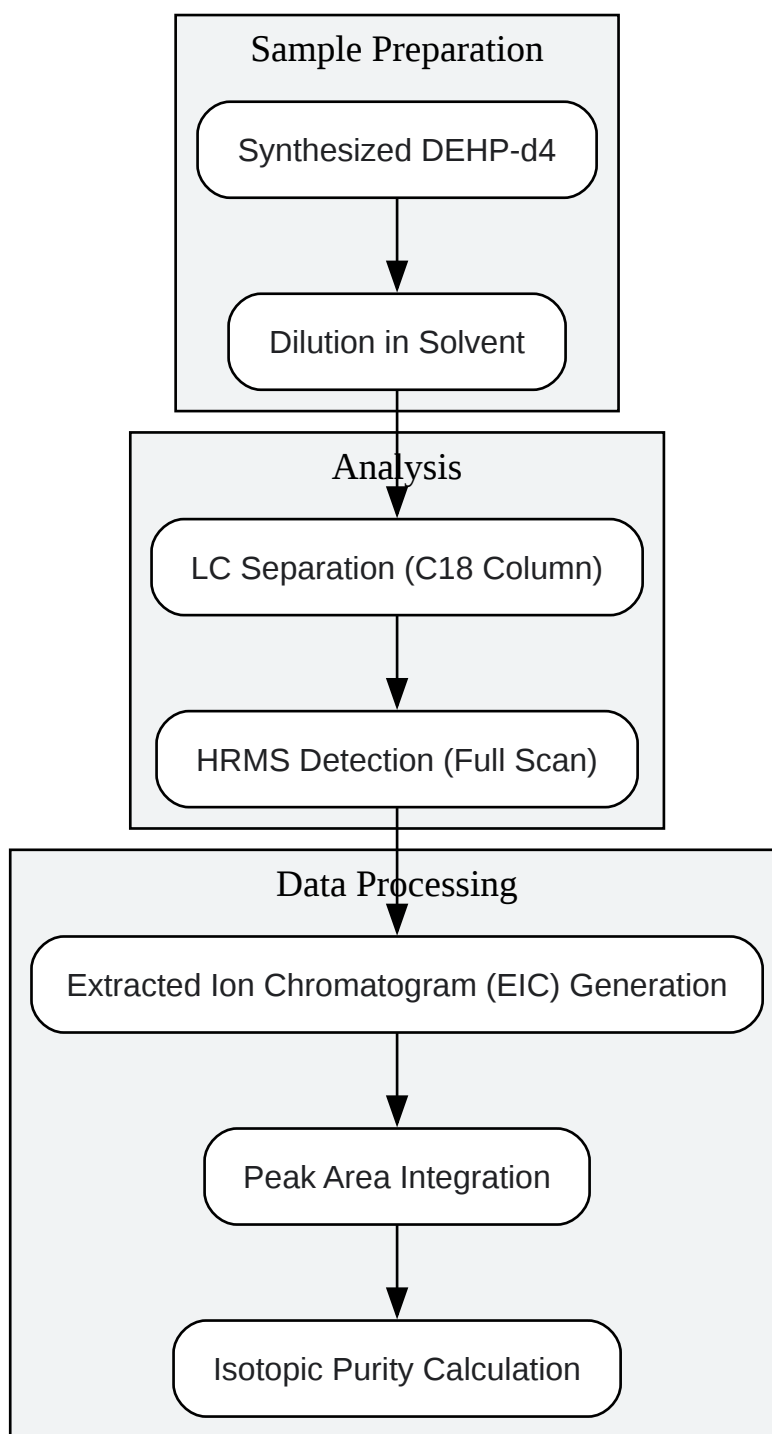 Sample Preparation
Synthesized DEHP-d4
Dilution in Solvent
Analysis
LC Separation (C18 Column)
HRMS Detection (Full Scan)
Data Processing
Extracted Ion Chromatogram (EIC) Generation
Peak Area Integration
Isotopic Purity Calculation